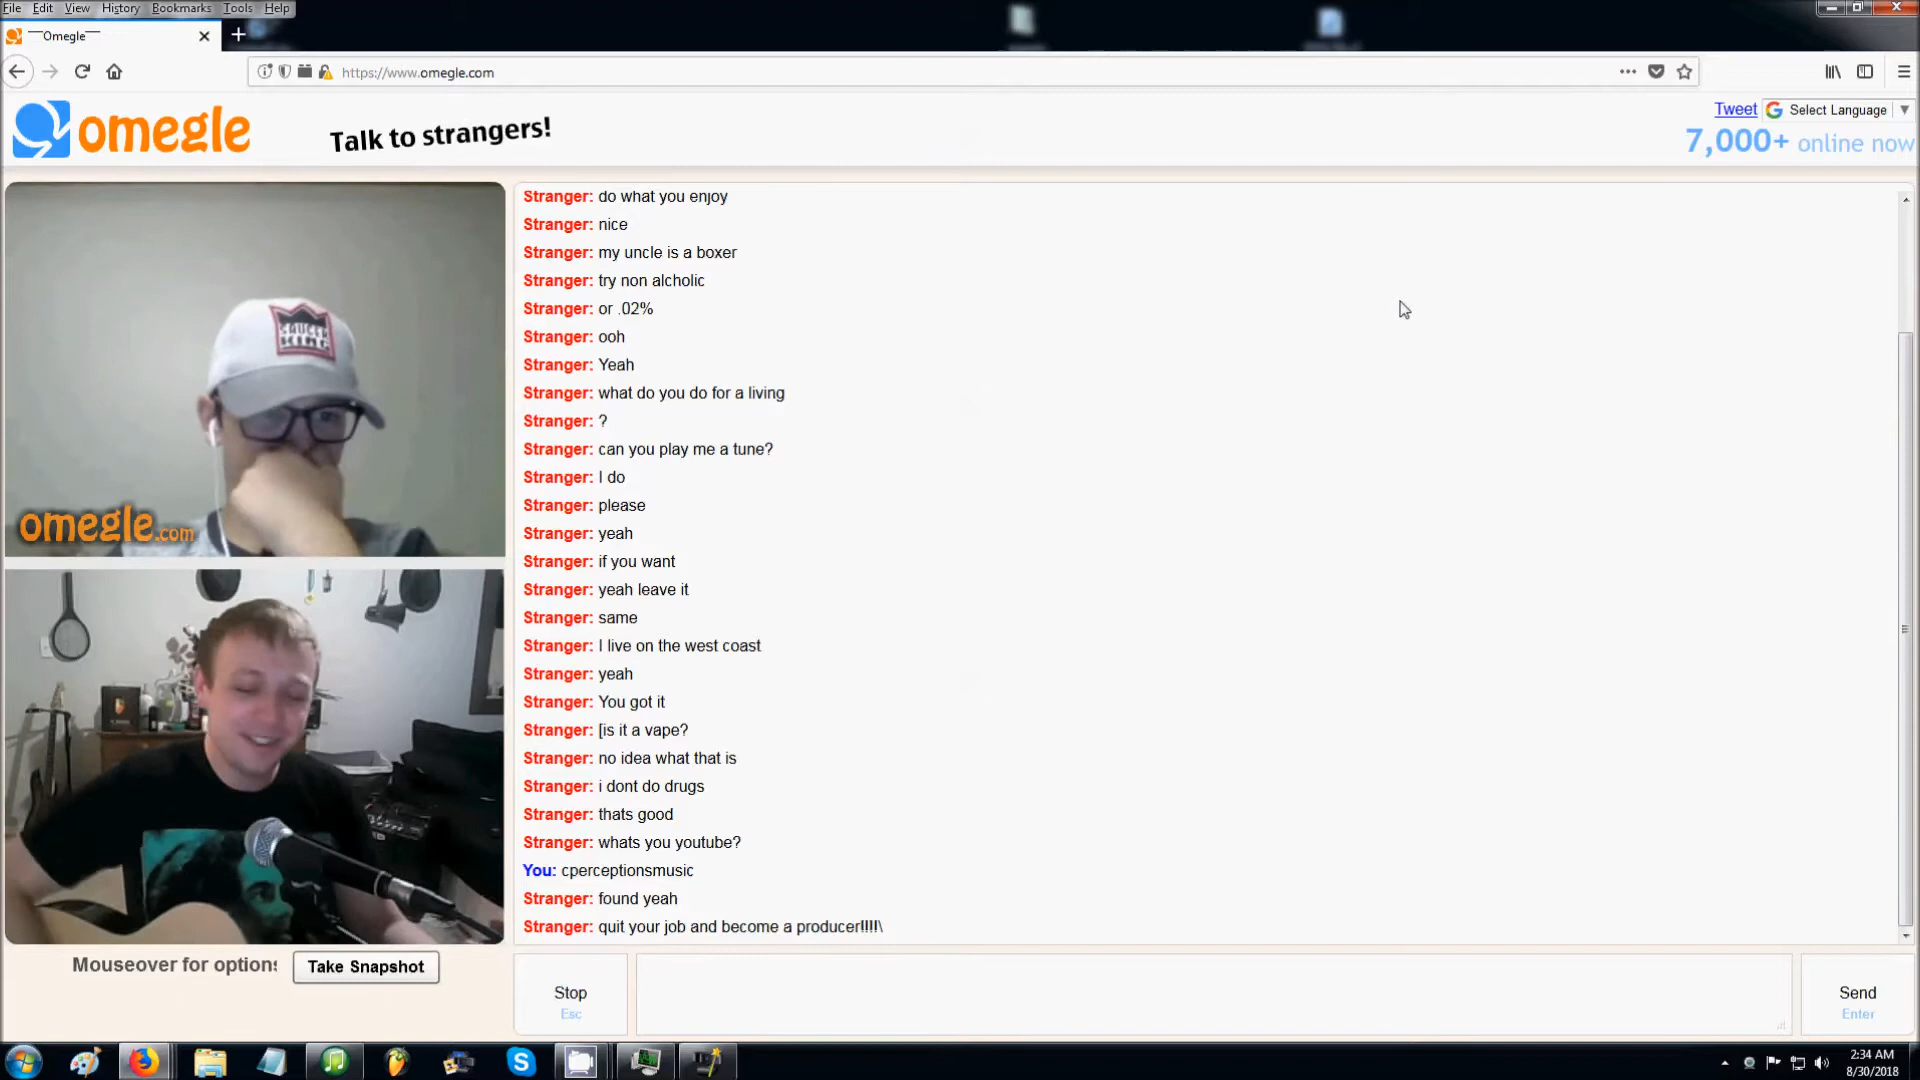 File Edit View History Bookmarks Tools Help
Omegle
https://www.omegle.com
omegle
Talk to strangers!
Tweet
Select Language
7,000+ online now
Stranger: do what you enjoy
Stranger: nice
Stranger: my uncle is a boxer
Stranger: try non alcholic
Stranger: or .02%
Stranger: ooh
Stranger: Yeah
Stranger: what do you do for a living
Stranger: ?
Stranger: can you play me a tune?
Stranger: I do
Stranger: please
Stranger: yeah
Stranger: if you want
Stranger: yeah leave it
Stranger: same
Stranger: I live on the west coast
Stranger: yeah
Stranger: You got it
Stranger: [is it a vape?
Stranger: no idea what that is
Stranger: i dont do drugs
Stranger: thats good
Stranger: whats you youtube?
You: cperceptionsmusic
Stranger: found yeah
Stranger: quit your job and become a producer!!!!\
SAUCER
KING
omegle.com
Mouseover for options
Take Snapshot
Stop
Esc
Send
Enter
2:34 AM
8/30/2018